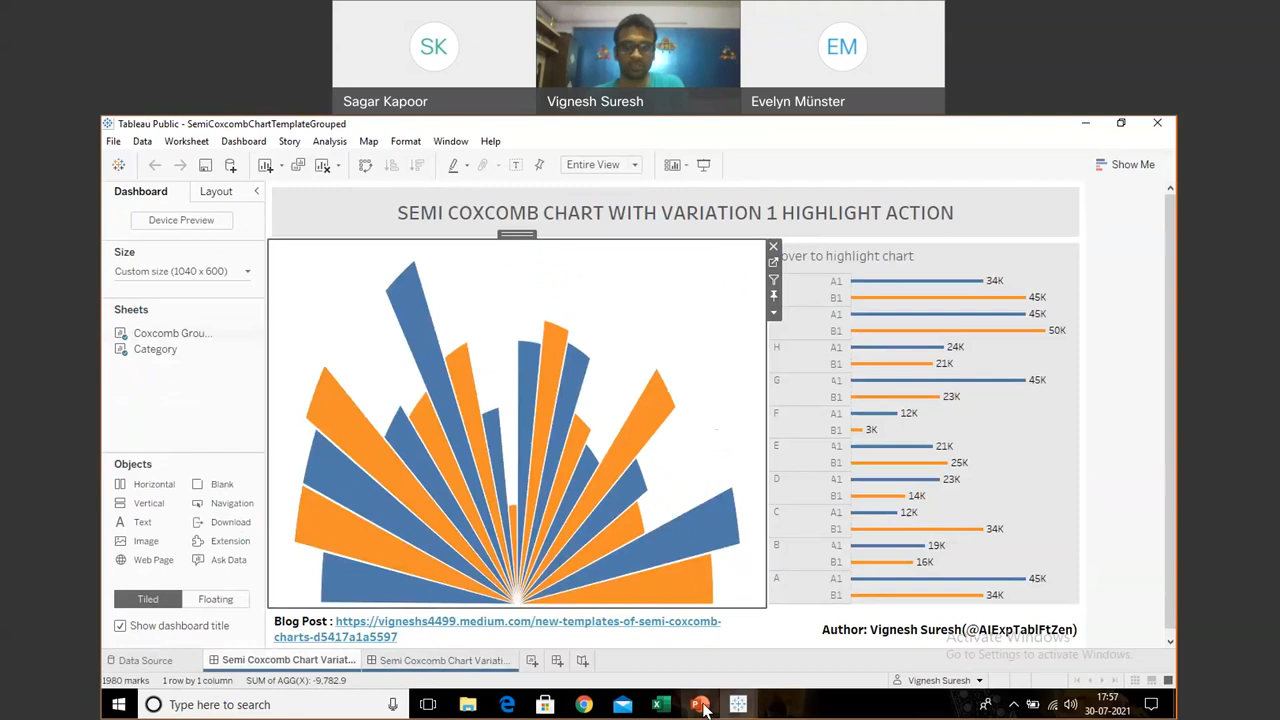 SK
EM
Sagar Kapoor
Vignesh Suresh
Evelyn Münster
Tableau Public - SemiCoxcombChartTemplateGrouped
File Data Worksheet Dashboard Story Analysis Map Format Window Help
Entire View
Show Me
Dashboard Layout
Device Preview
Size
Custom size (1040 x 600)
Sheets
Coxcomb Grou...
Category
Objects
Horizontal Blank
Vertical Navigation
Text Download
Image Extension
Web Page Ask Data
Tiled Floating
Show dashboard title
SEMI COXCOMB CHART WITH VARIATION 1 HIGHLIGHT ACTION
over to highlight chart
A1 34K
B1 45K
A1 45K
B1 50K
H A1 24K
B1 21K
G A1 45K
B1 23K
F A1 12K
B1 3K
E A1 21K
B1 25K
D A1 23K
B1 14K
C A1 12K
B1 34K
B A1 19K
B1 16K
A A1 45K
B1 34K
Blog Post : https://vigneshs4499.medium.com/new-templates-of-semi-coxcomb-
charts-d5417a1a5597
Author: Vignesh Suresh(@AIExpTablFtZen)
Activate Windows
Go to Settings to activate Windows.
Data Source Semi Coxcomb Chart Variat... Semi Coxcomb Chart Variati...
1980 marks 1 row by 1 column SUM OF AGG(X): -9,782.9 Vignesh Suresh
Type here to search
17:57
30-07-2021